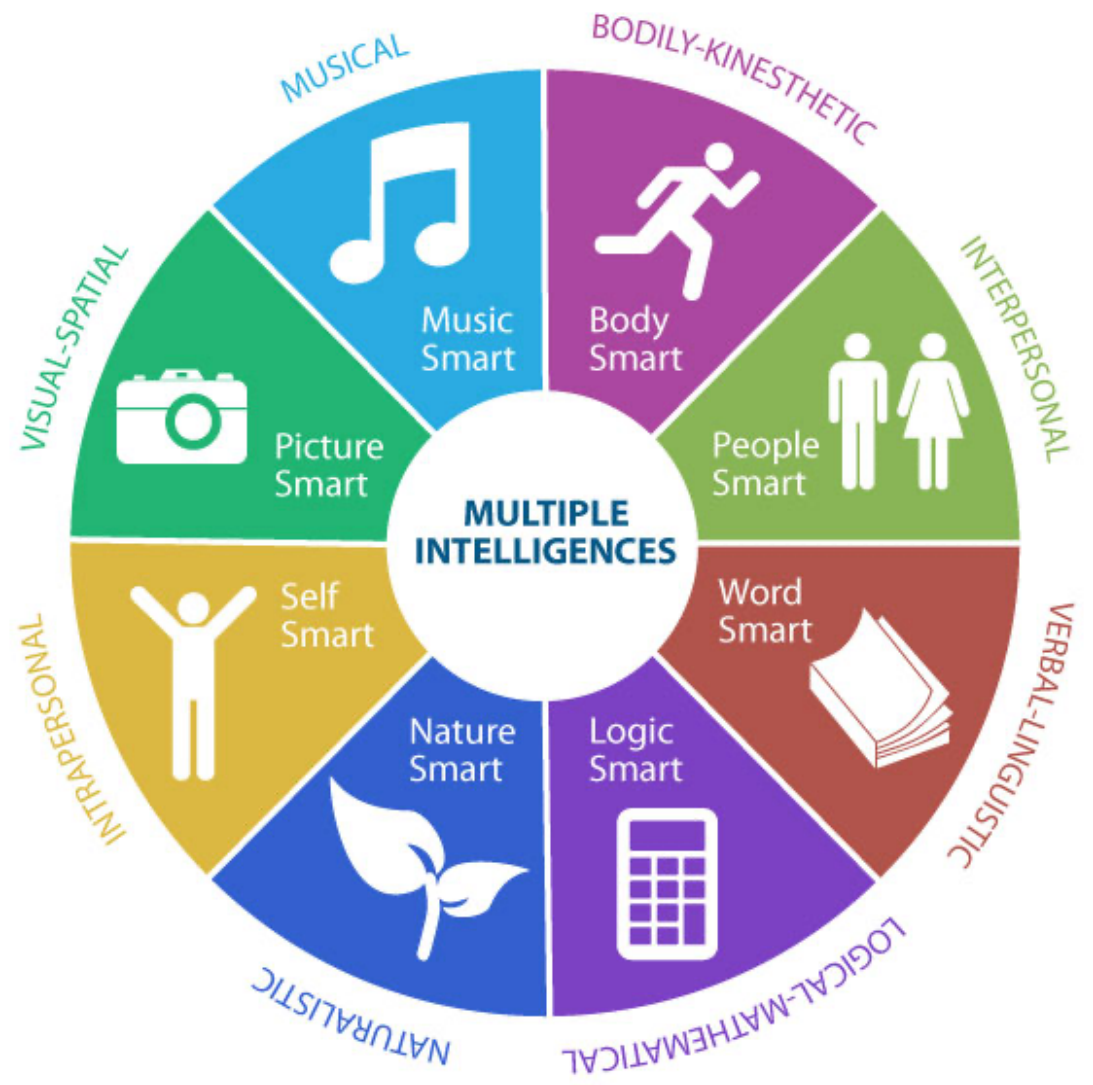 MUSICAL
BODILY-KINESTHETIC
INTERPERSONAL
VERBAL-LINGUISTIC
LOGICAL-MATHEMATICAL
NATURALISTIC
INTRAPERSONAL
VISUAL-SPATIAL
Music
Smart
Body
Smart
People
Smart
Word
Smart
Logic
Smart
Nature
Smart
Self
Smart
Picture
Smart
MULTIPLE
INTELLIGENCES